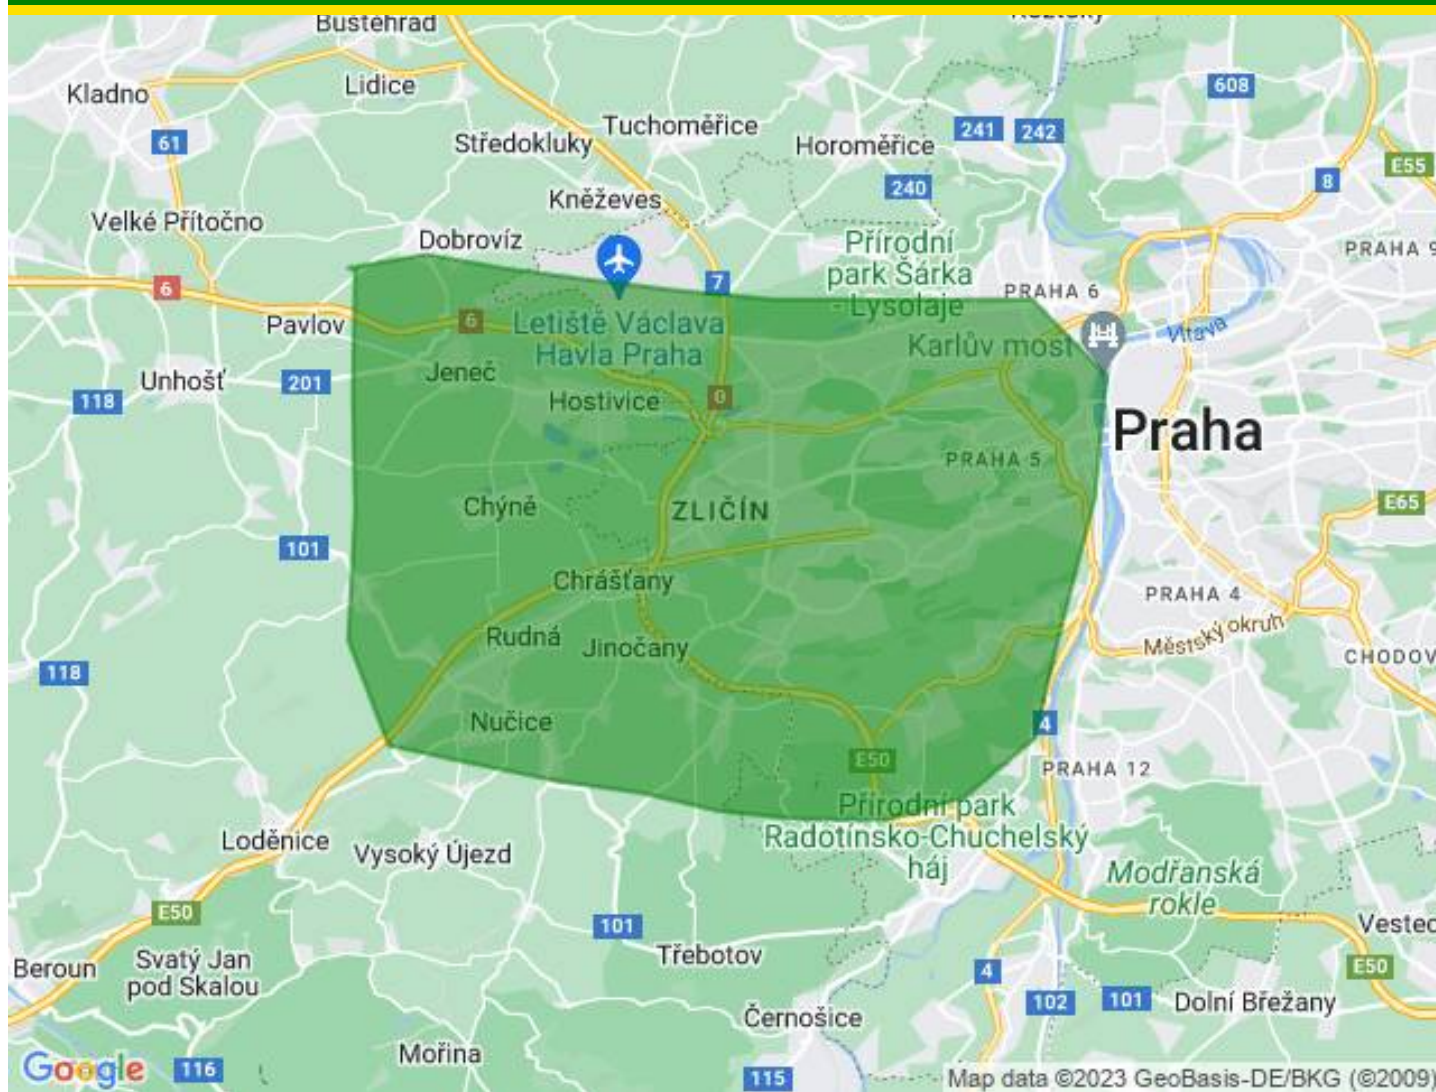 Buštěhrad
Kladno
Lidice
608
61
Středokluky
Tuchoměřice
Horoměřice
241
242
E55
8
240
Kněževes
Velké Přítočno
Dobrovíz
Přírodní
park Šárka
- Lysolaje
PRAHA 9
PRAHA 6
6
7
Pavlov
6
Letiště Václava
Havla Praha
Karlův most
Vltava
Unhošť
201
Jeneč
118
Hostivice
0
Praha
PRAHA 5
Chýně
ZLIČÍN
E65
101
Chrášťany
PRAHA 4
Rudná
Jinočany
Městský okruh
CHODOV
118
Nučice
4
E50
PRAHA 12
Přírodní park
Radotínsko-Chuchelský
háj
Loděnice
Vysoký Újezd
Modřanská
rokle
E50
101
Vestec
Beroun
Svatý Jan
pod Skalou
Třebotov
4
E50
102
101
Dolní Břežany
Černošice
Mořina
Google
116
115
Map data ©2023 GeoBasis-DE/BKG (©2009)